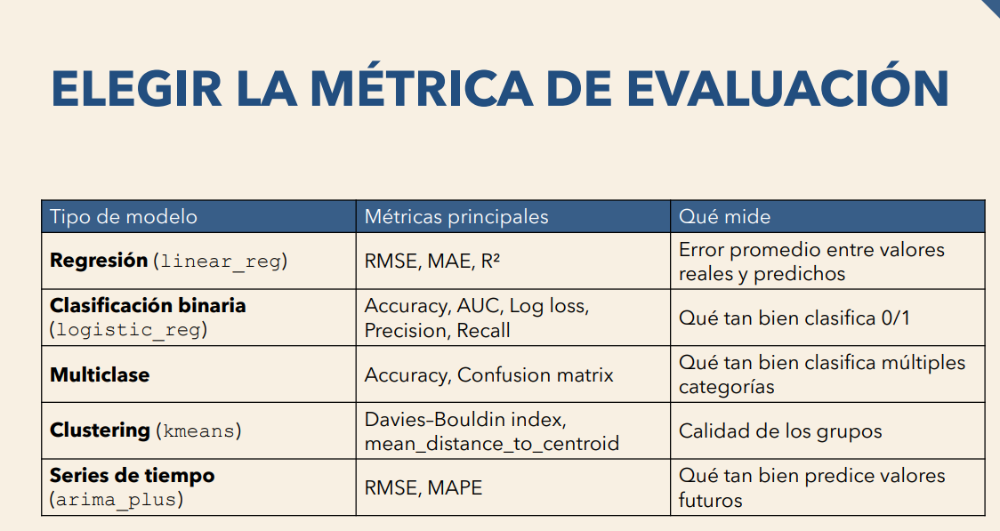 ELEGIR LA MÉTRICA DE EVALUACIÓN
Tipo de modelo
Métricas principales
Qué mide
Regresión (linear_reg)
RMSE, MAE, R²
Error promedio entre valores
reales y predichos
Clasificación binaria
(logistic_reg)
Accuracy, AUC, Log loss,
Precision, Recall
Qué tan bien clasifica 0/1
Multiclase
Accuracy, Confusion matrix
Qué tan bien clasifica múltiples
categorías
Clustering (kmeans)
Davies–Bouldin index,
mean_distance_to_centroid
Calidad de los grupos
Series de tiempo
(arima_plus)
RMSE, MAPE
Qué tan bien predice valores
futuros